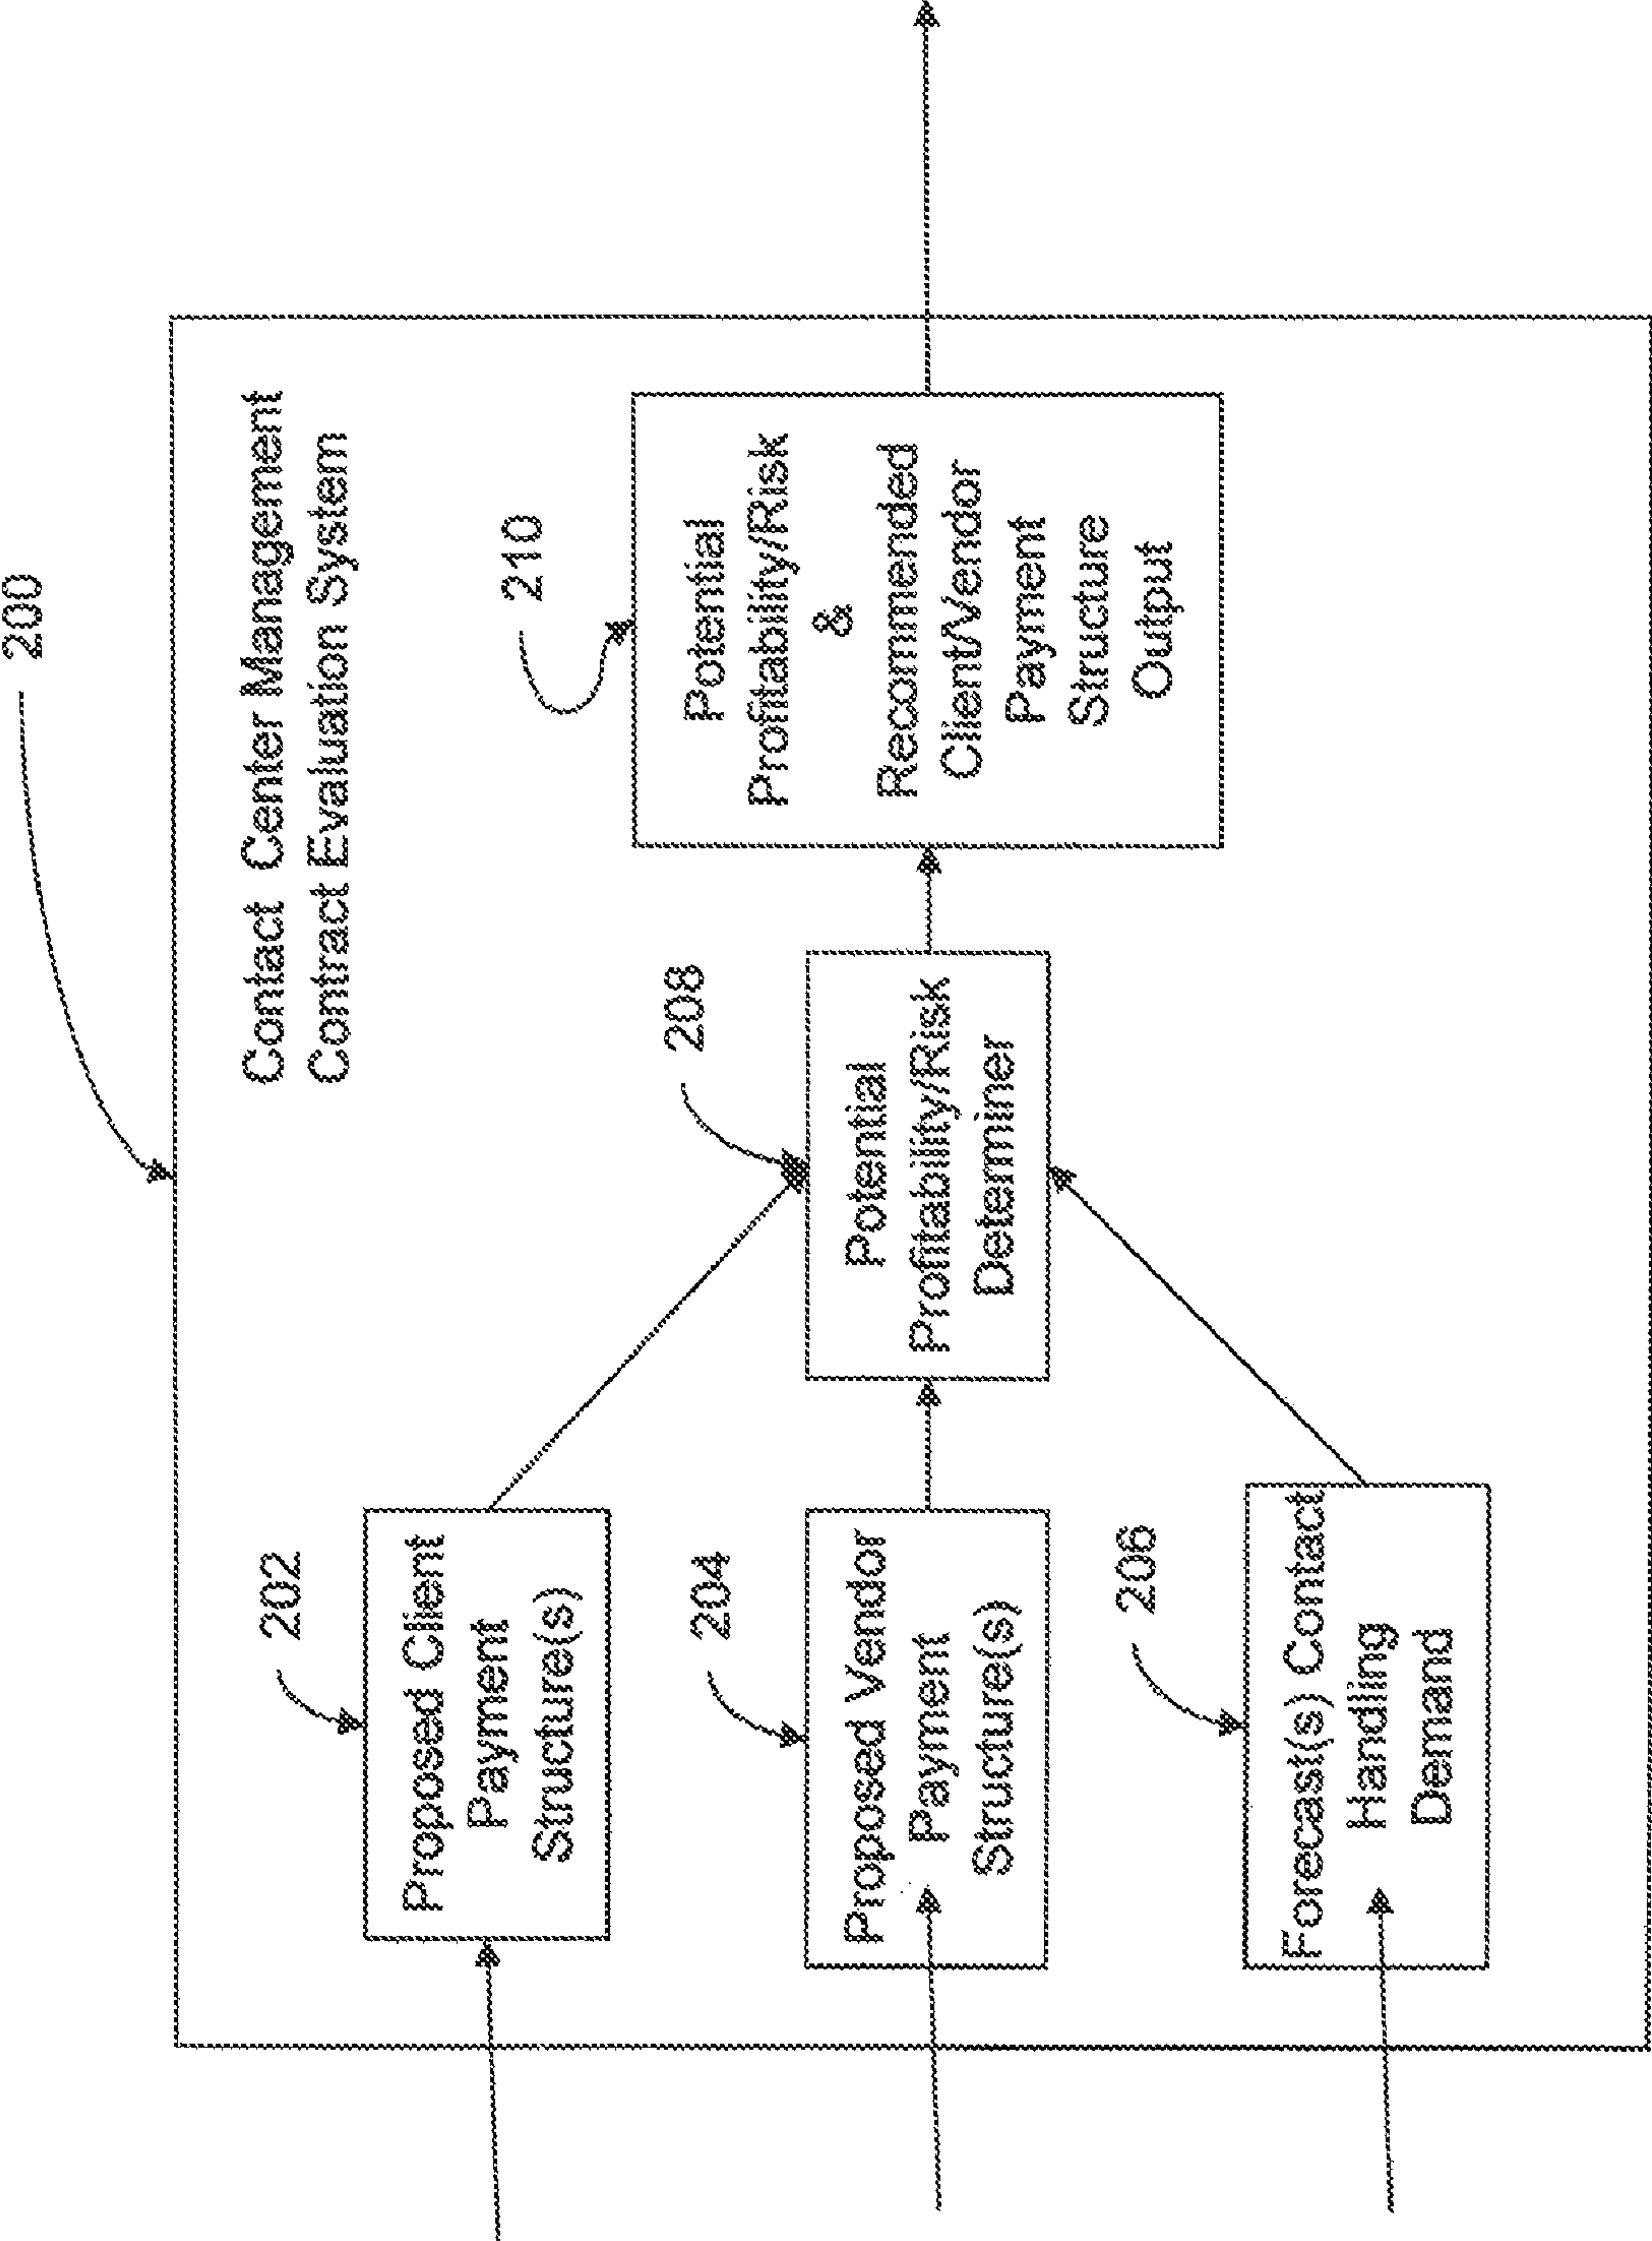 200
Contact Center Management
Contract Evaluation System
202
Proposed Client
Payment
Structure(s)
204
Proposed Vendor
Payment
Structure(s)
206
Forecast(s) Contact
Handling
Demand
208
Potential
Profitability/Risk
Determiner
210
Potential
Profitability/Risk
&
Recommended
Client/Vendor
Payment
Structure
Output